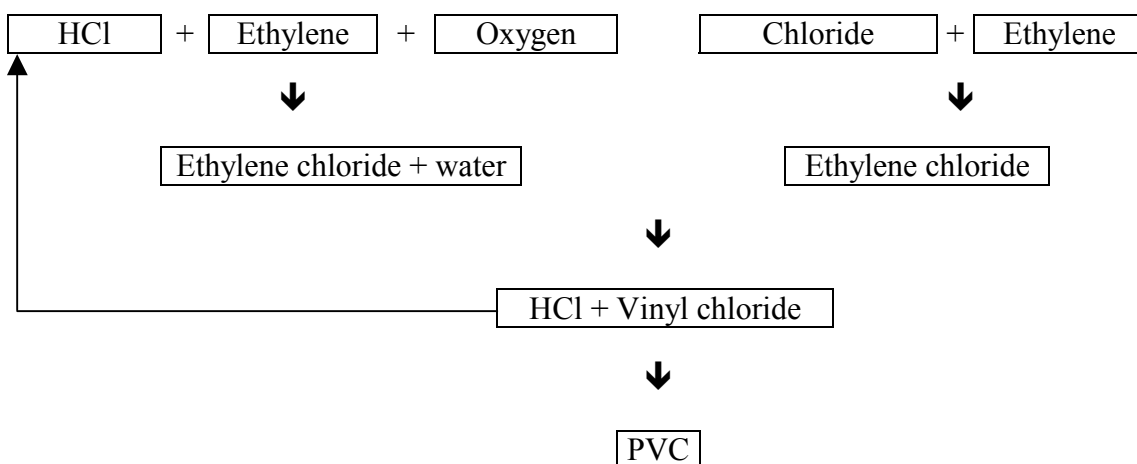 HCl + Ethylene + Oxygen Chloride + Ethylene
Ethylene chloride + water Ethylene chloride
HCl + Vinyl chloride
PVC